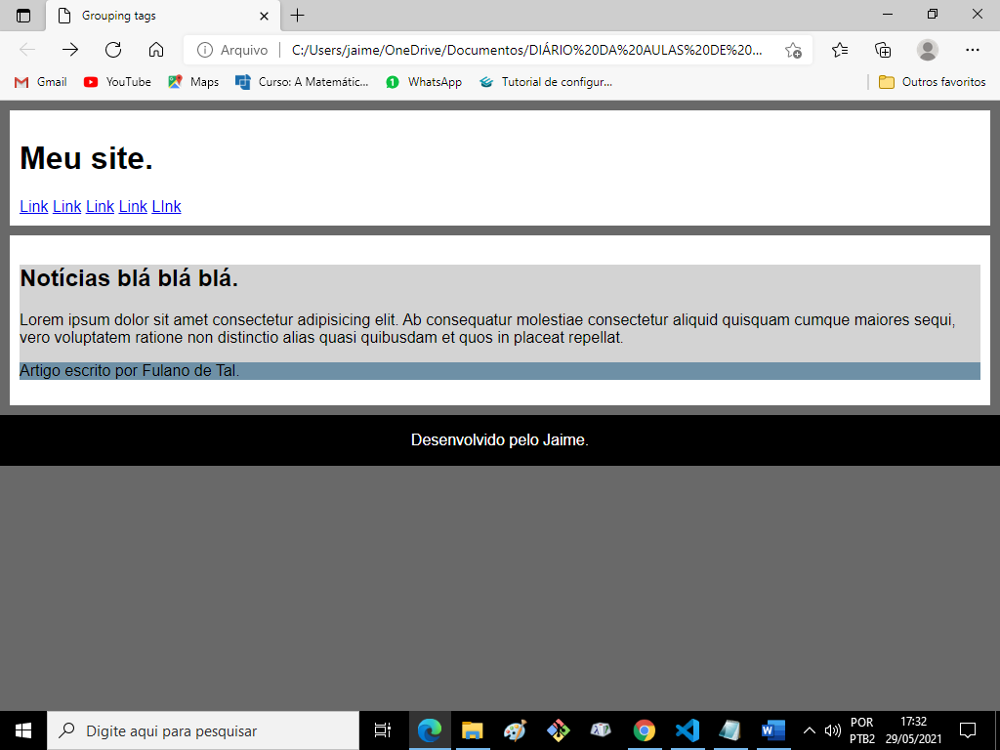 Grouping tags
Arquivo C:/Users/jaime/OneDrive/Documentos/DIÁRIO%20DA%20AULAS%20DE%20...
Gmail YouTube Maps Curso: A Matemátic... WhatsApp Tutorial de configur... Outros favoritos
Meu site.
Link Link Link Link LInk
Notícias blá blá blá.
Lorem ipsum dolor sit amet consectetur adipisicing elit. Ab consequatur molestiae consectetur aliquid quisquam cumque maiores sequi,
vero voluptatem ratione non distinctio alias quasi quibusdam et quos in placeat repellat.
Artigo escrito por Fulano de Tal.
Desenvolvido pelo Jaime.
Digite aqui para pesquisar
POR
PTB2
17:32
29/05/2021